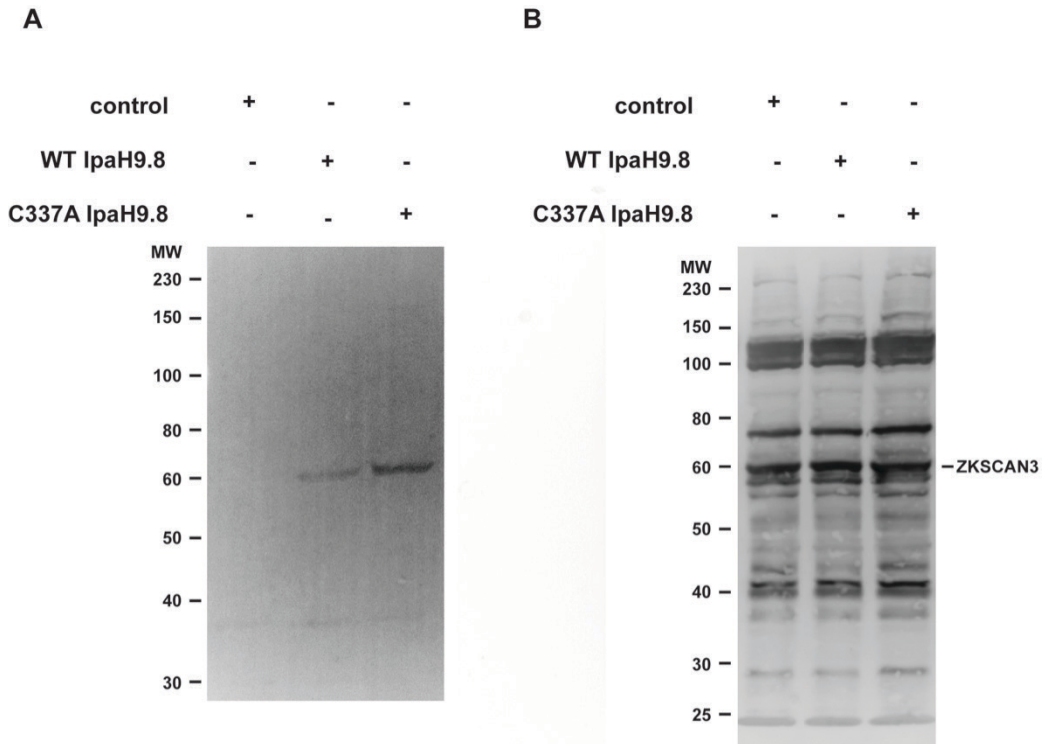 A
control + - -
WT IpaH9.8 - + -
C337A IpaH9.8 - - +
MW
230
150
100
80
60
50
40
30
B
control + - -
WT IpaH9.8 - + -
C337A IpaH9.8 - - +
MW
230
150
100
80
60
50
40
30
25
ZKSCAN3